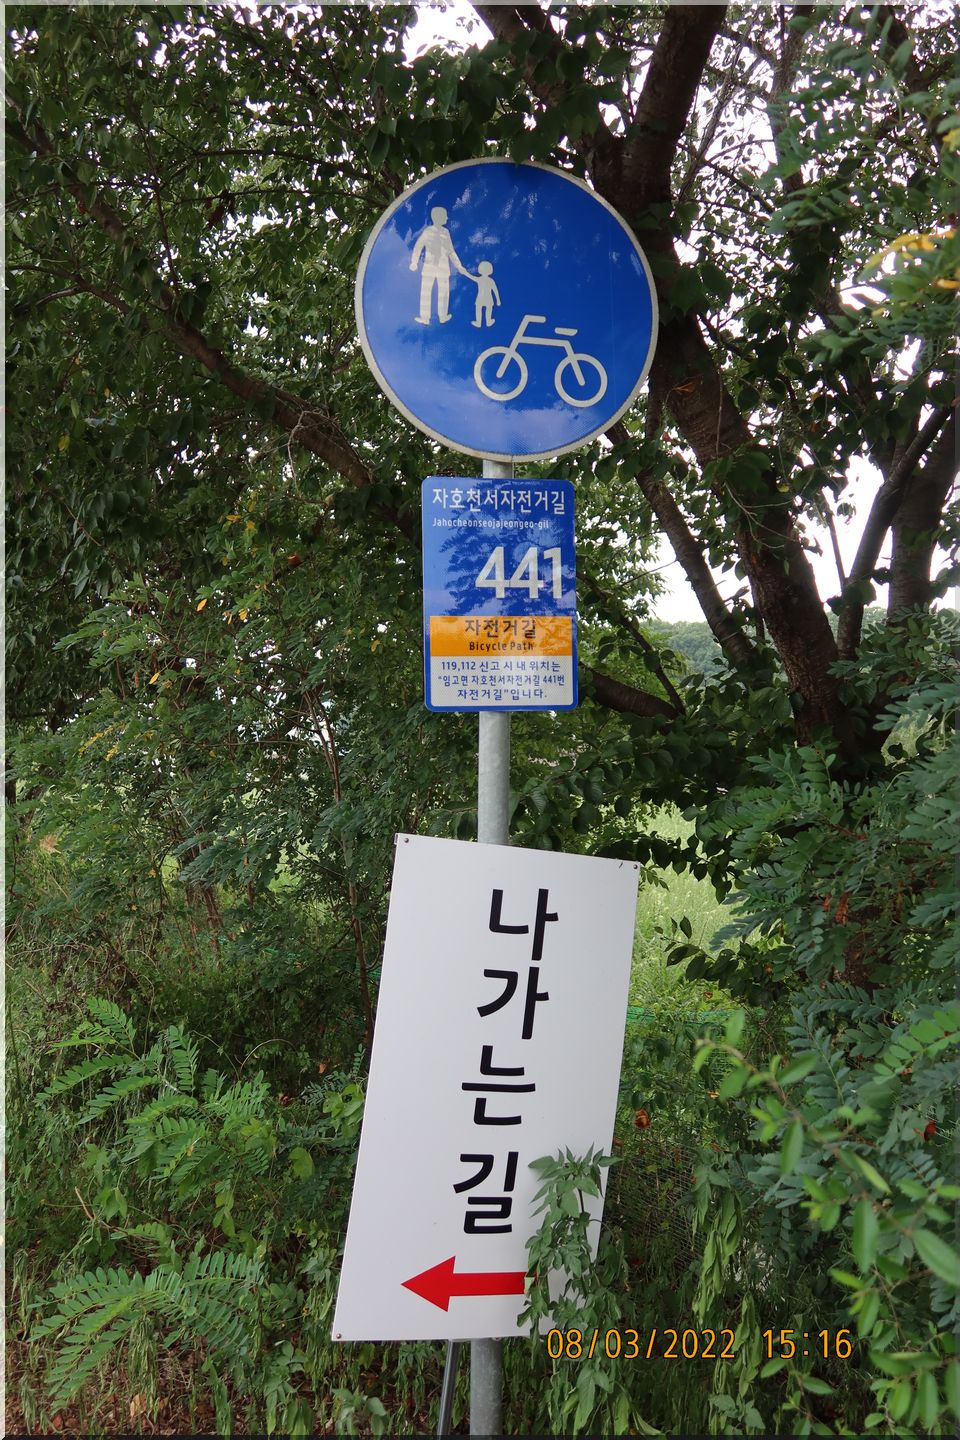 자호천서자전거길
Jahocheonseojajeongeo-gil
441
자전거길
Bicycle Path
119,112 신고 시 내 위치는
"임고면 자호천서자전거길 441번
자전거길"입니다.
나가는 길
08/03/2022 15:16